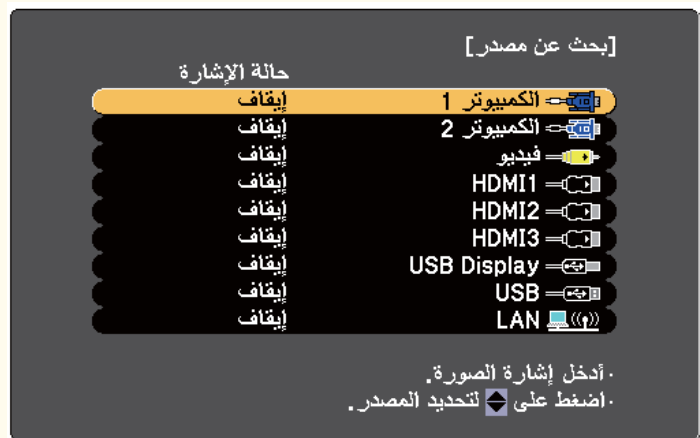 [بحث عن مصدر]
حالة الإشارة
الكمبيوتر 1 إيقاف
الكمبيوتر 2 إيقاف
فيديو إيقاف
HDMI1 إيقاف
HDMI2 إيقاف
HDMI3 إيقاف
USB Display إيقاف
USB إيقاف
LAN إيقاف
·أدخل إشارة الصورة.
·اضغط على لتحديد المصدر.